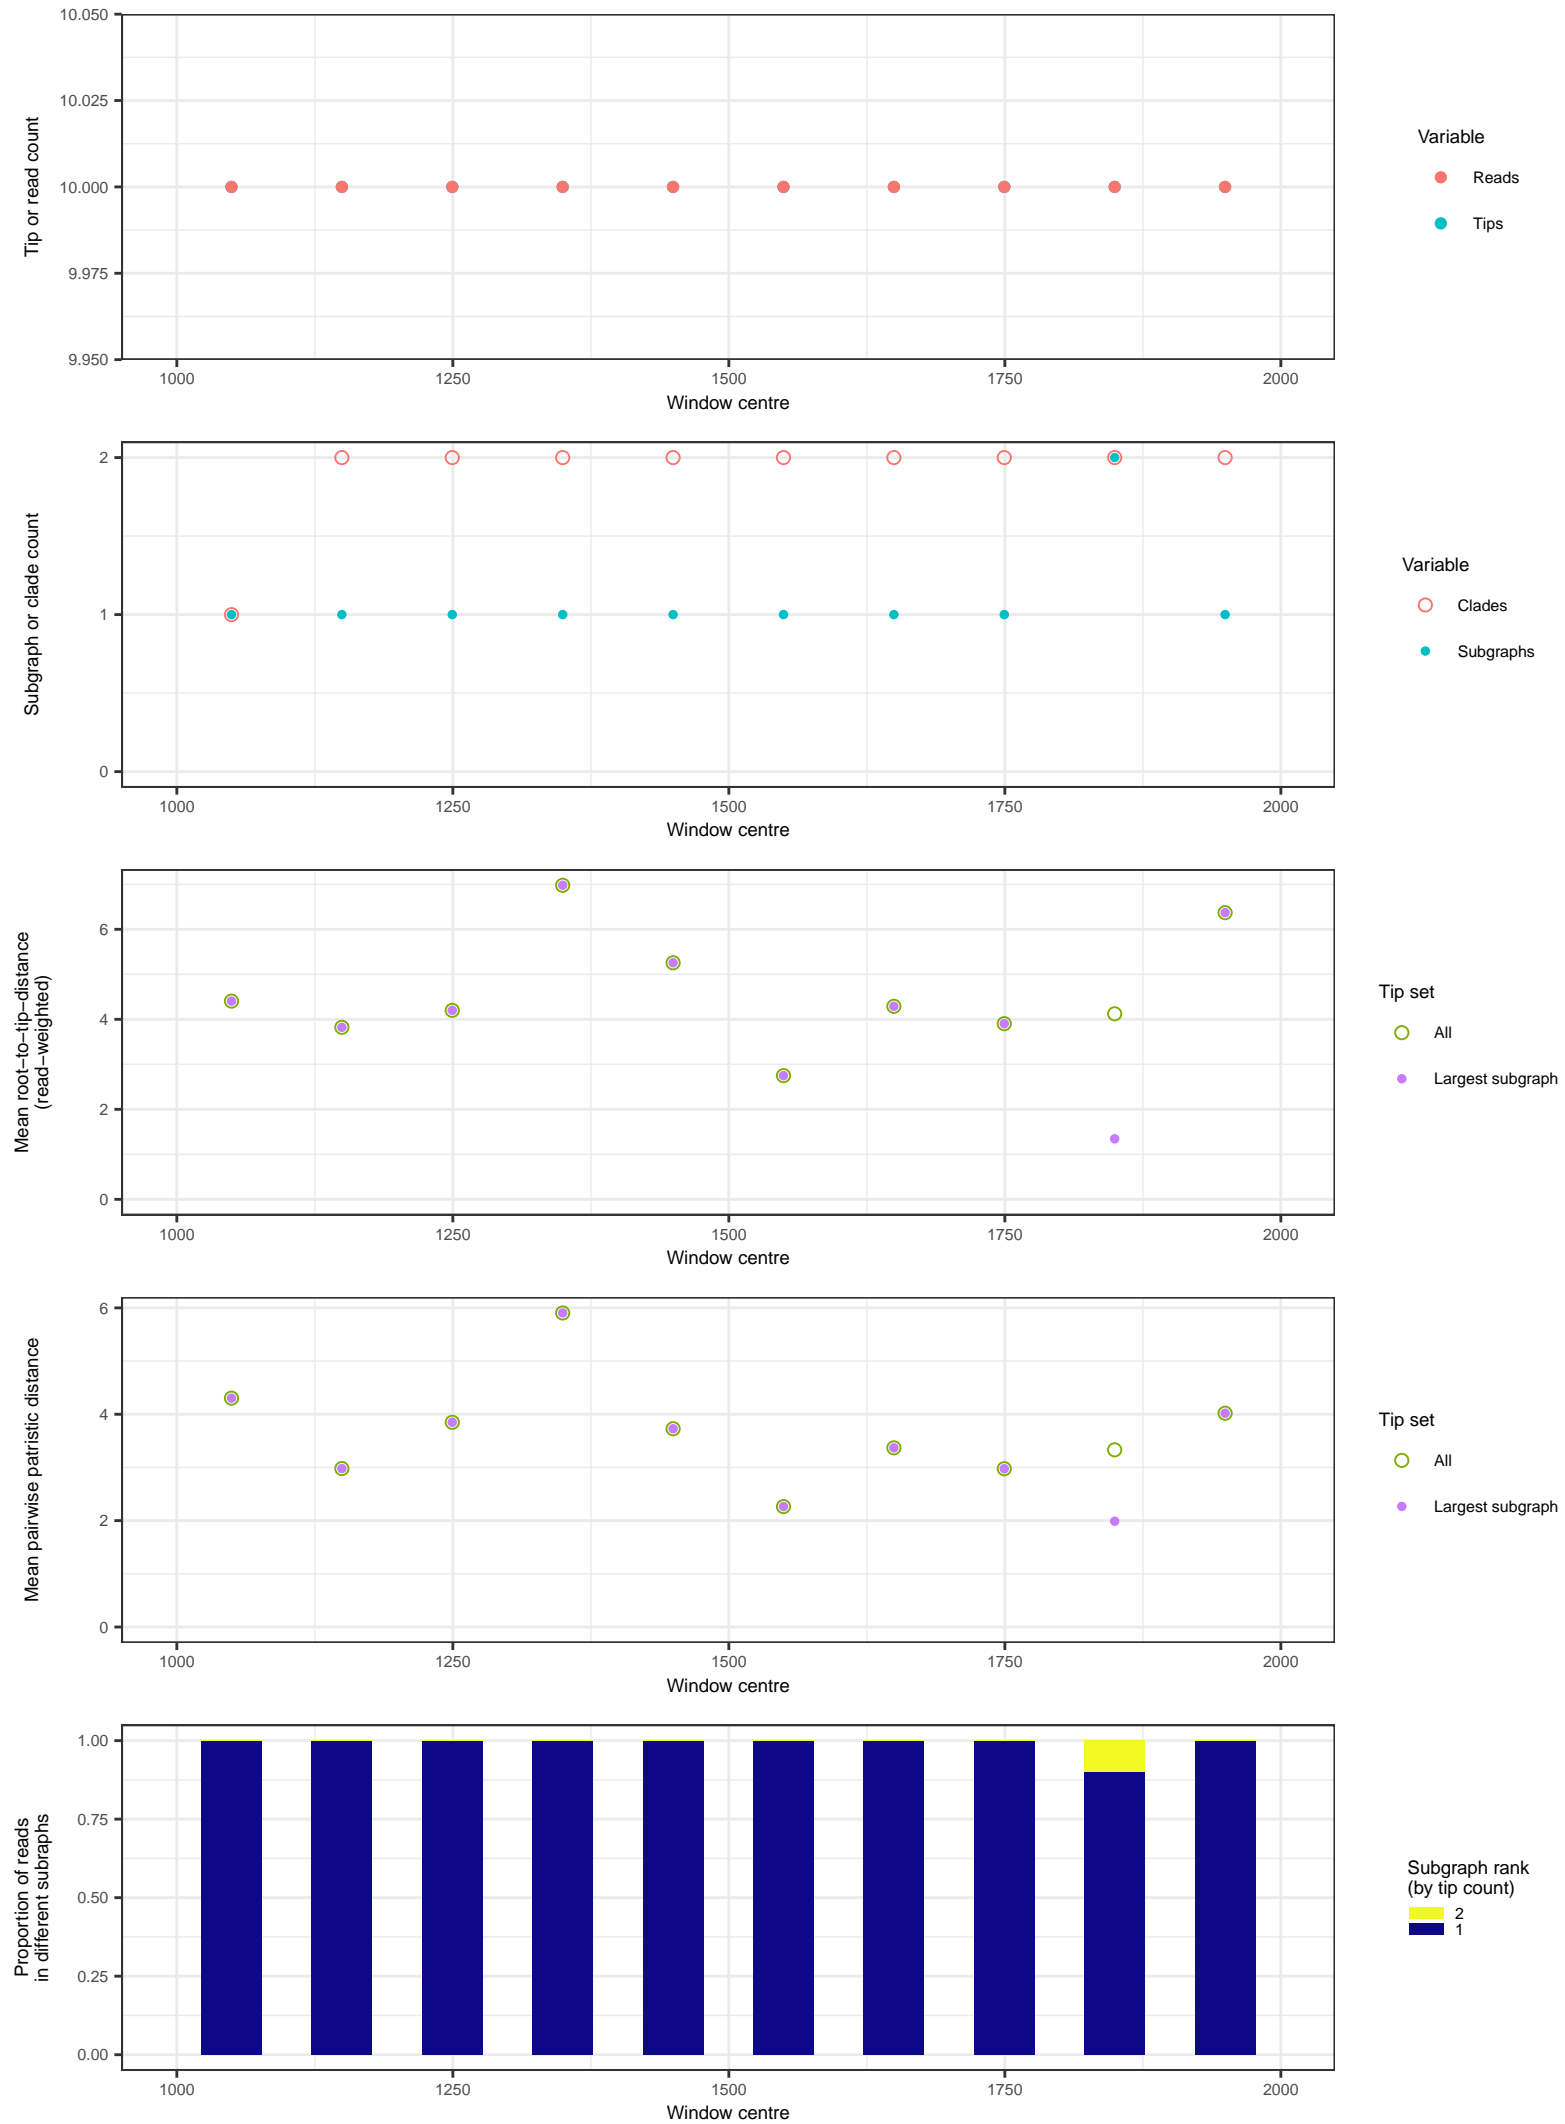 10.050
10.025
10.000
9.975
9.950
Tip or read count
1000 1250 1500 1750 2000
Window centre
Variable
Reads
Tips
2
1
0
Subgraph or clade count
1000 1250 1500 1750 2000
Window centre
Variable
Clades
Subgraphs
6
4
2
0
Mean root−to−tip−distance
(read−weighted)
1000 1250 1500 1750 2000
Window centre
Tip set
All
Largest subgraph
6
4
2
0
Mean pairwise patristic distance
1000 1250 1500 1750 2000
Window centre
Tip set
All
Largest subgraph
1.00
0.75
0.50
0.25
0.00
Proportion of reads
in different subraphs
1000 1250 1500 1750 2000
Window centre
Subgraph rank
(by tip count)
2
1